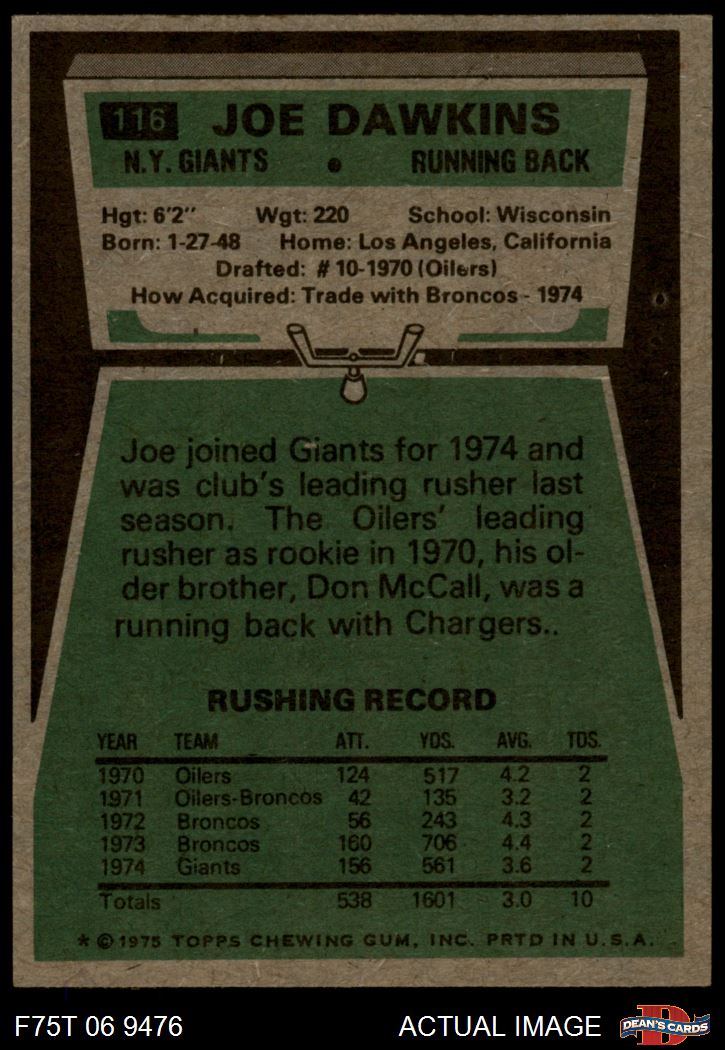 116 JOE DAWKINS
N.Y. GIANTS • RUNNING BACK
Hgt: 6'2" Wgt: 220 School: Wisconsin
Born: 1-27-48 Home: Los Angeles, California
Drafted: #10-1970 (Oilers)
How Acquired: Trade with Broncos - 1974
Joe joined Giants for 1974 and
was club's leading rusher last
season. The Oilers' leading
rusher as rookie in 1970, his ol-
der brother, Don McCall, was a
running back with Chargers..
RUSHING RECORD
YEAR TEAM ATT. YDS. AVG. TDS.
1970 Oilers 124 517 4.2 2
1971 Oilers-Broncos 42 135 3.2 2
1972 Broncos 56 243 4.3 2
1973 Broncos 160 706 4.4 2
1974 Giants 156 561 3.6 2
Totals 538 1601 3.0 10
* © 1975 TOPPS CHEWING GUM, INC. PRTD IN U.S.A.
F75T 06 9476 ACTUAL IMAGE D DEAN'S CARDS